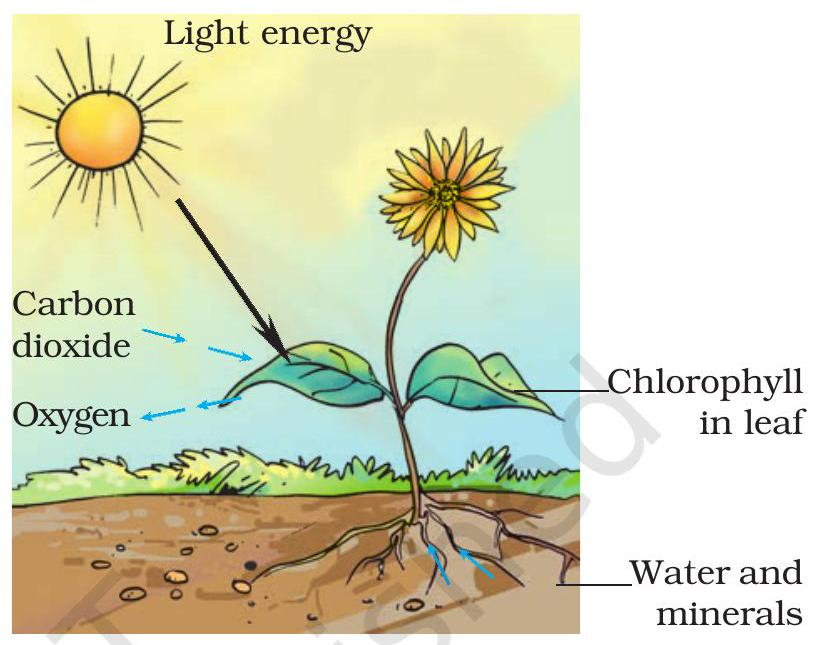 Light energy
Carbon
dioxide
Oxygen
Chlorophyll
in leaf
Water and
minerals